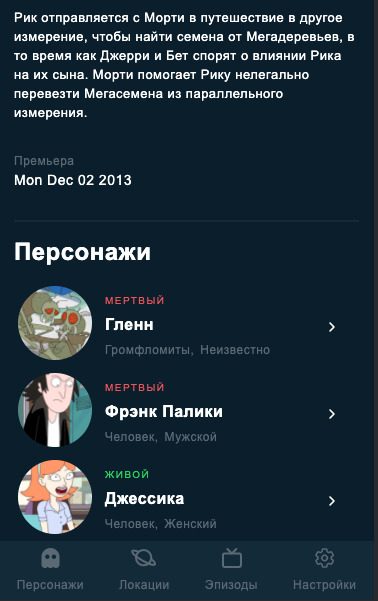 Рик отправляется с Морти в путешествие в другое
измерение, чтобы найти семена от Мегадеревьев, в
то время как Джерри и Бет спорят о влиянии Рика
на их сына. Морти помогает Рику нелегально
перевезти Мегасемена из параллельного
измерения.
Премьера
Mon Dec 02 2013
Персонажи
МЕРТВЫЙ
Гленн
Громфломиты, Неизвестно
МЕРТВЫЙ
Фрэнк Палики
Человек, Мужской
ЖИВОЙ
Джессика
Человек, Женский
Персонажи Локации Эпизоды Настройки